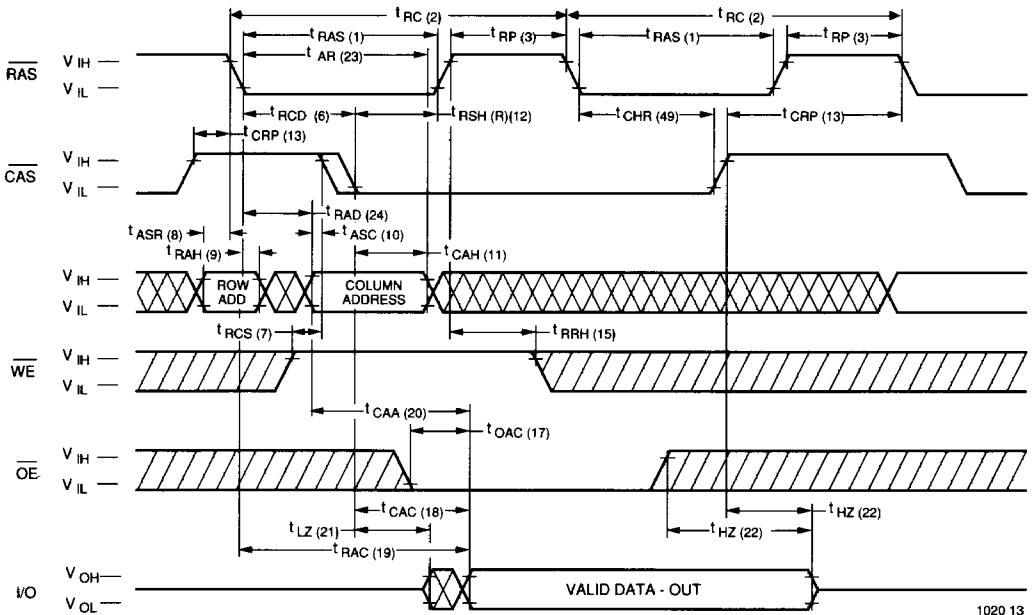 t RC (2) t RC (2)
t RAS (1) t RP (3) t RAS (1) t RP (3)
t AR (23)
RAS V IH
V IL
t RCD (6) t RSH (R)(12) t CHR (49) t CRP (13)
t CRP (13)
CAS V IH
V IL
t RAD (24)
t ASR (8) t ASC (10)
t RAH (9) t CAH (11)
V IH
V IL
ROW ADD
COLUMN ADDRESS
t RCS (7) t RRH (15)
WE V IH
V IL
t CAA (20)
t OAC (17)
OE V IH
V IL
t CAC (18) t HZ (22)
t LZ (21) t HZ (22)
t RAC (19)
I/O V OH
V OL
VALID DATA - OUT
1020 13